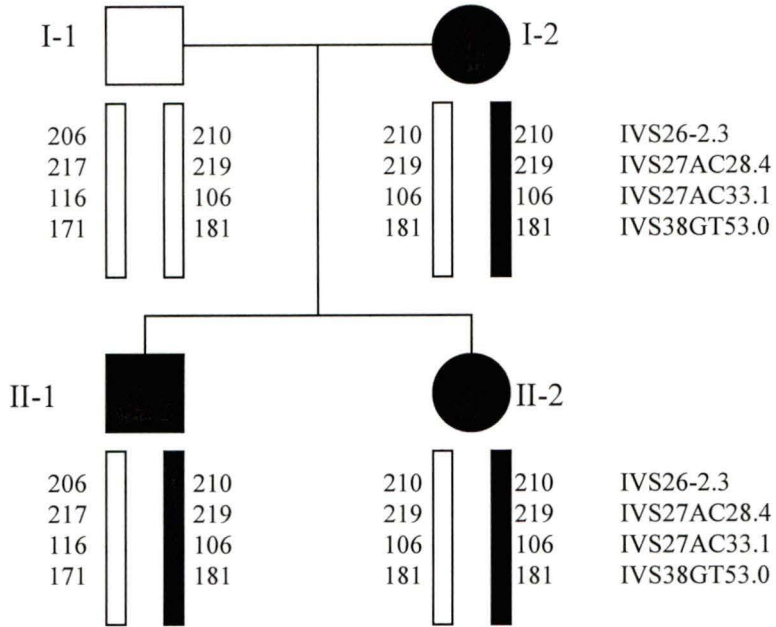 I-1 I-2
206 210 210 210 IVS26-2.3
217 219 219 219 IVS27AC28.4
116 106 106 106 IVS27AC33.1
171 181 181 181 IVS38GT53.0
II-1 II-2
206 210 210 210 IVS26-2.3
217 219 219 219 IVS27AC28.4
116 106 106 106 IVS27AC33.1
171 181 181 181 IVS38GT53.0